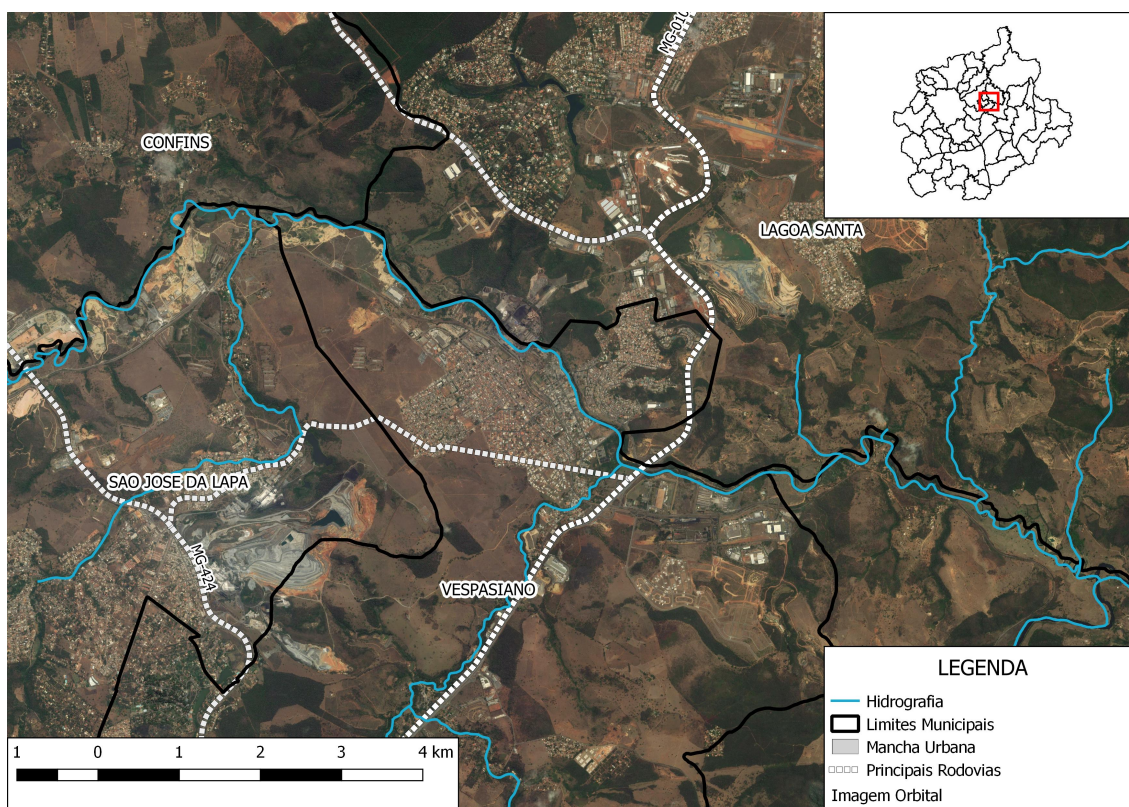 MG-010
CONFINS
LAGOA SANTA
SAO JOSE DA LAPA
MG-424
VESPASIANO
LEGENDA
Hidrografia
Limites Municipais
Mancha Urbana
Principais Rodovias
Imagem Orbital
1 0 1 2 3 4 km